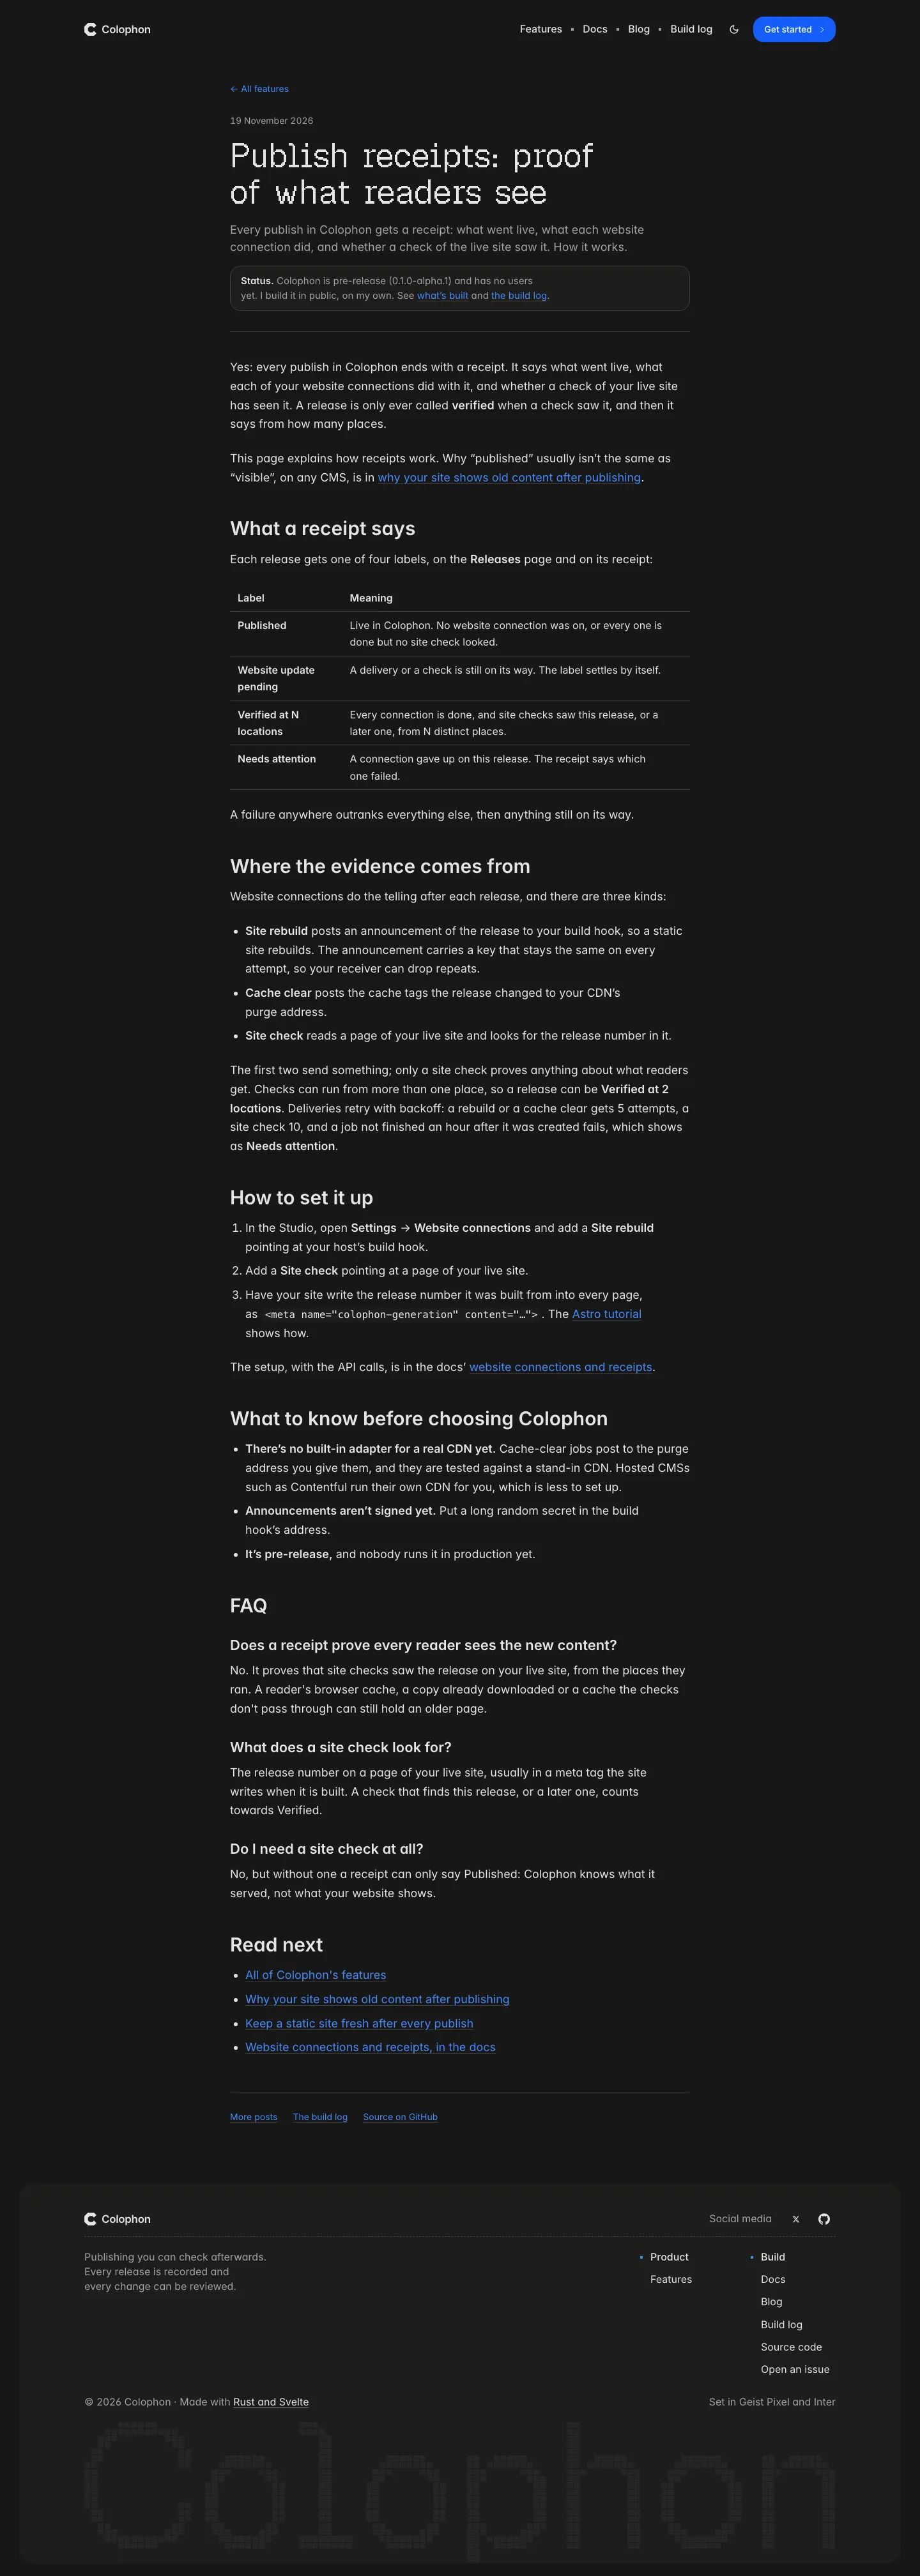 Colophon
Features
Docs
Blog
Build log
Get started
← All features
19 November 2026
Publish receipts: proof
of what readers see
Every publish in Colophon gets a receipt: what went live, what each website
connection did, and whether a check of the live site saw it. How it works.
Status. Colophon is pre-release (0.1.0-alpha.1) and has no users
yet. I build it in public, on my own. See what’s built and the build log.
Yes: every publish in Colophon ends with a receipt. It says what went live, what
each of your website connections did with it, and whether a check of your live site
has seen it. A release is only ever called verified when a check saw it, and then it
says from how many places.
This page explains how receipts work. Why “published” usually isn’t the same as
“visible”, on any CMS, is in why your site shows old content after publishing.
What a receipt says
Each release gets one of four labels, on the Releases page and on its receipt:
Label Meaning
Published Live in Colophon. No website connection was on, or every one is
done but no site check looked.
Website update A delivery or a check is still on its way. The label settles by itself.
pending
Verified at N Every connection is done, and site checks saw this release, or a
locations later one, from N distinct places.
Needs attention A connection gave up on this release. The receipt says which
one failed.
A failure anywhere outranks everything else, then anything still on its way.
Where the evidence comes from
Website connections do the telling after each release, and there are three kinds:
• Site rebuild posts an announcement of the release to your build hook, so a static
site rebuilds. The announcement carries a key that stays the same on every
attempt, so your receiver can drop repeats.
• Cache clear posts the cache tags the release changed to your CDN’s
purge address.
• Site check reads a page of your live site and looks for the release number in it.
The first two send something; only a site check proves anything about what readers
get. Checks can run from more than one place, so a release can be Verified at 2
locations. Deliveries retry with backoff: a rebuild or a cache clear gets 5 attempts, a
site check 10, and a job not finished an hour after it was created fails, which shows
as Needs attention.
How to set it up
1. In the Studio, open Settings → Website connections and add a Site rebuild
pointing at your host’s build hook.
2. Add a Site check pointing at a page of your live site.
3. Have your site write the release number it was built from into every page,
as <meta name="colophon-generation" content="…">. The Astro tutorial
shows how.
The setup, with the API calls, is in the docs’ website connections and receipts.
What to know before choosing Colophon
• There’s no built-in adapter for a real CDN yet. Cache-clear jobs post to the purge
address you give them, and they are tested against a stand-in CDN. Hosted CMSs
such as Contentful run their own CDN for you, which is less to set up.
• Announcements aren’t signed yet. Put a long random secret in the build
hook’s address.
• It’s pre-release, and nobody runs it in production yet.
FAQ
Does a receipt prove every reader sees the new content?
No. It proves that site checks saw the release on your live site, from the places they
ran. A reader's browser cache, a copy already downloaded or a cache the checks
don't pass through can still hold an older page.
What does a site check look for?
The release number on a page of your live site, usually in a meta tag the site
writes when it is built. A check that finds this release, or a later one, counts
towards Verified.
Do I need a site check at all?
No, but without one a receipt can only say Published: Colophon knows what it
served, not what your website shows.
Read next
• All of Colophon's features
• Why your site shows old content after publishing
• Keep a static site fresh after every publish
• Website connections and receipts, in the docs
More posts
The build log
Source on GitHub
Colophon
Social media
Publishing you can check afterwards.
Every release is recorded and
every change can be reviewed.
Product
Features
Build
Docs
Blog
Build log
Source code
Open an issue
© 2026 Colophon · Made with Rust and Svelte
Set in Geist Pixel and Inter
Colophon